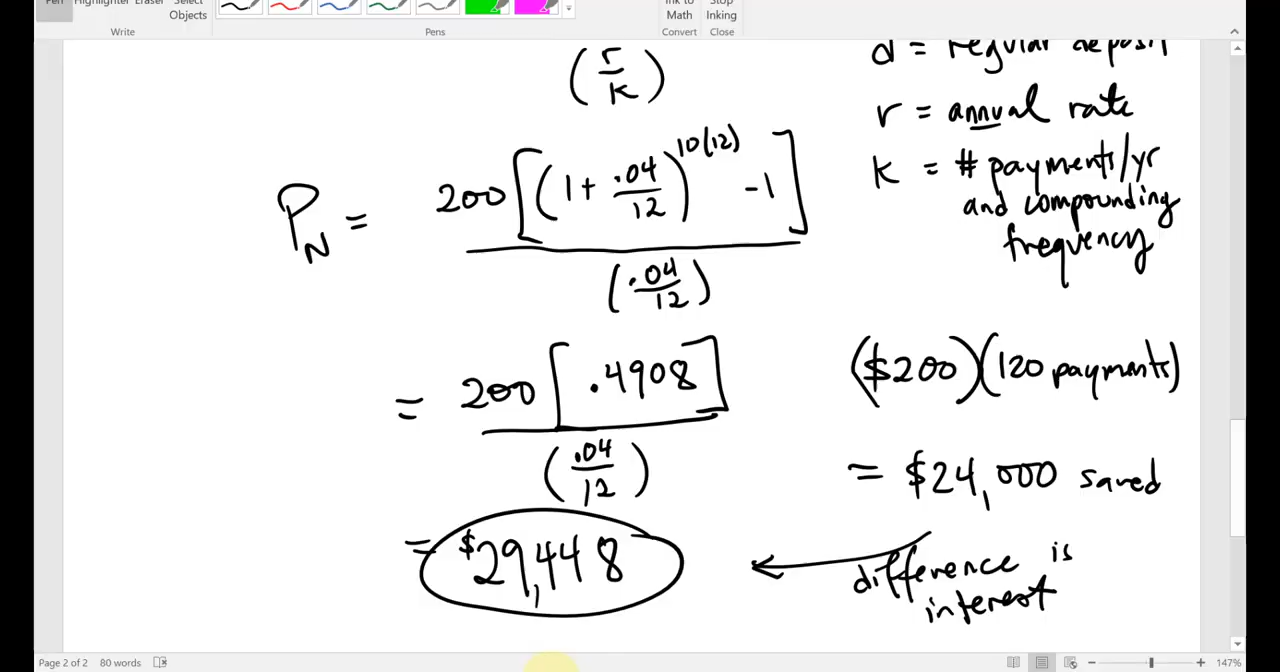 Pen Highlighter Eraser Select Objects
Ink to Math
Stop Inking
Write
Pens
Convert
Close
d = regular deposit
(r/k)
r = annual rate
k = # payments/yr
and compounding
frequency
P_N = 200[(1 + .04/12)^10(12) - 1]
(.04/12)
= 200[.4908]
(.04/12)
($200)(120 payments)
= $24,000 saved
= $29,448
difference is
interest
Page 2 of 2 80 words
147%